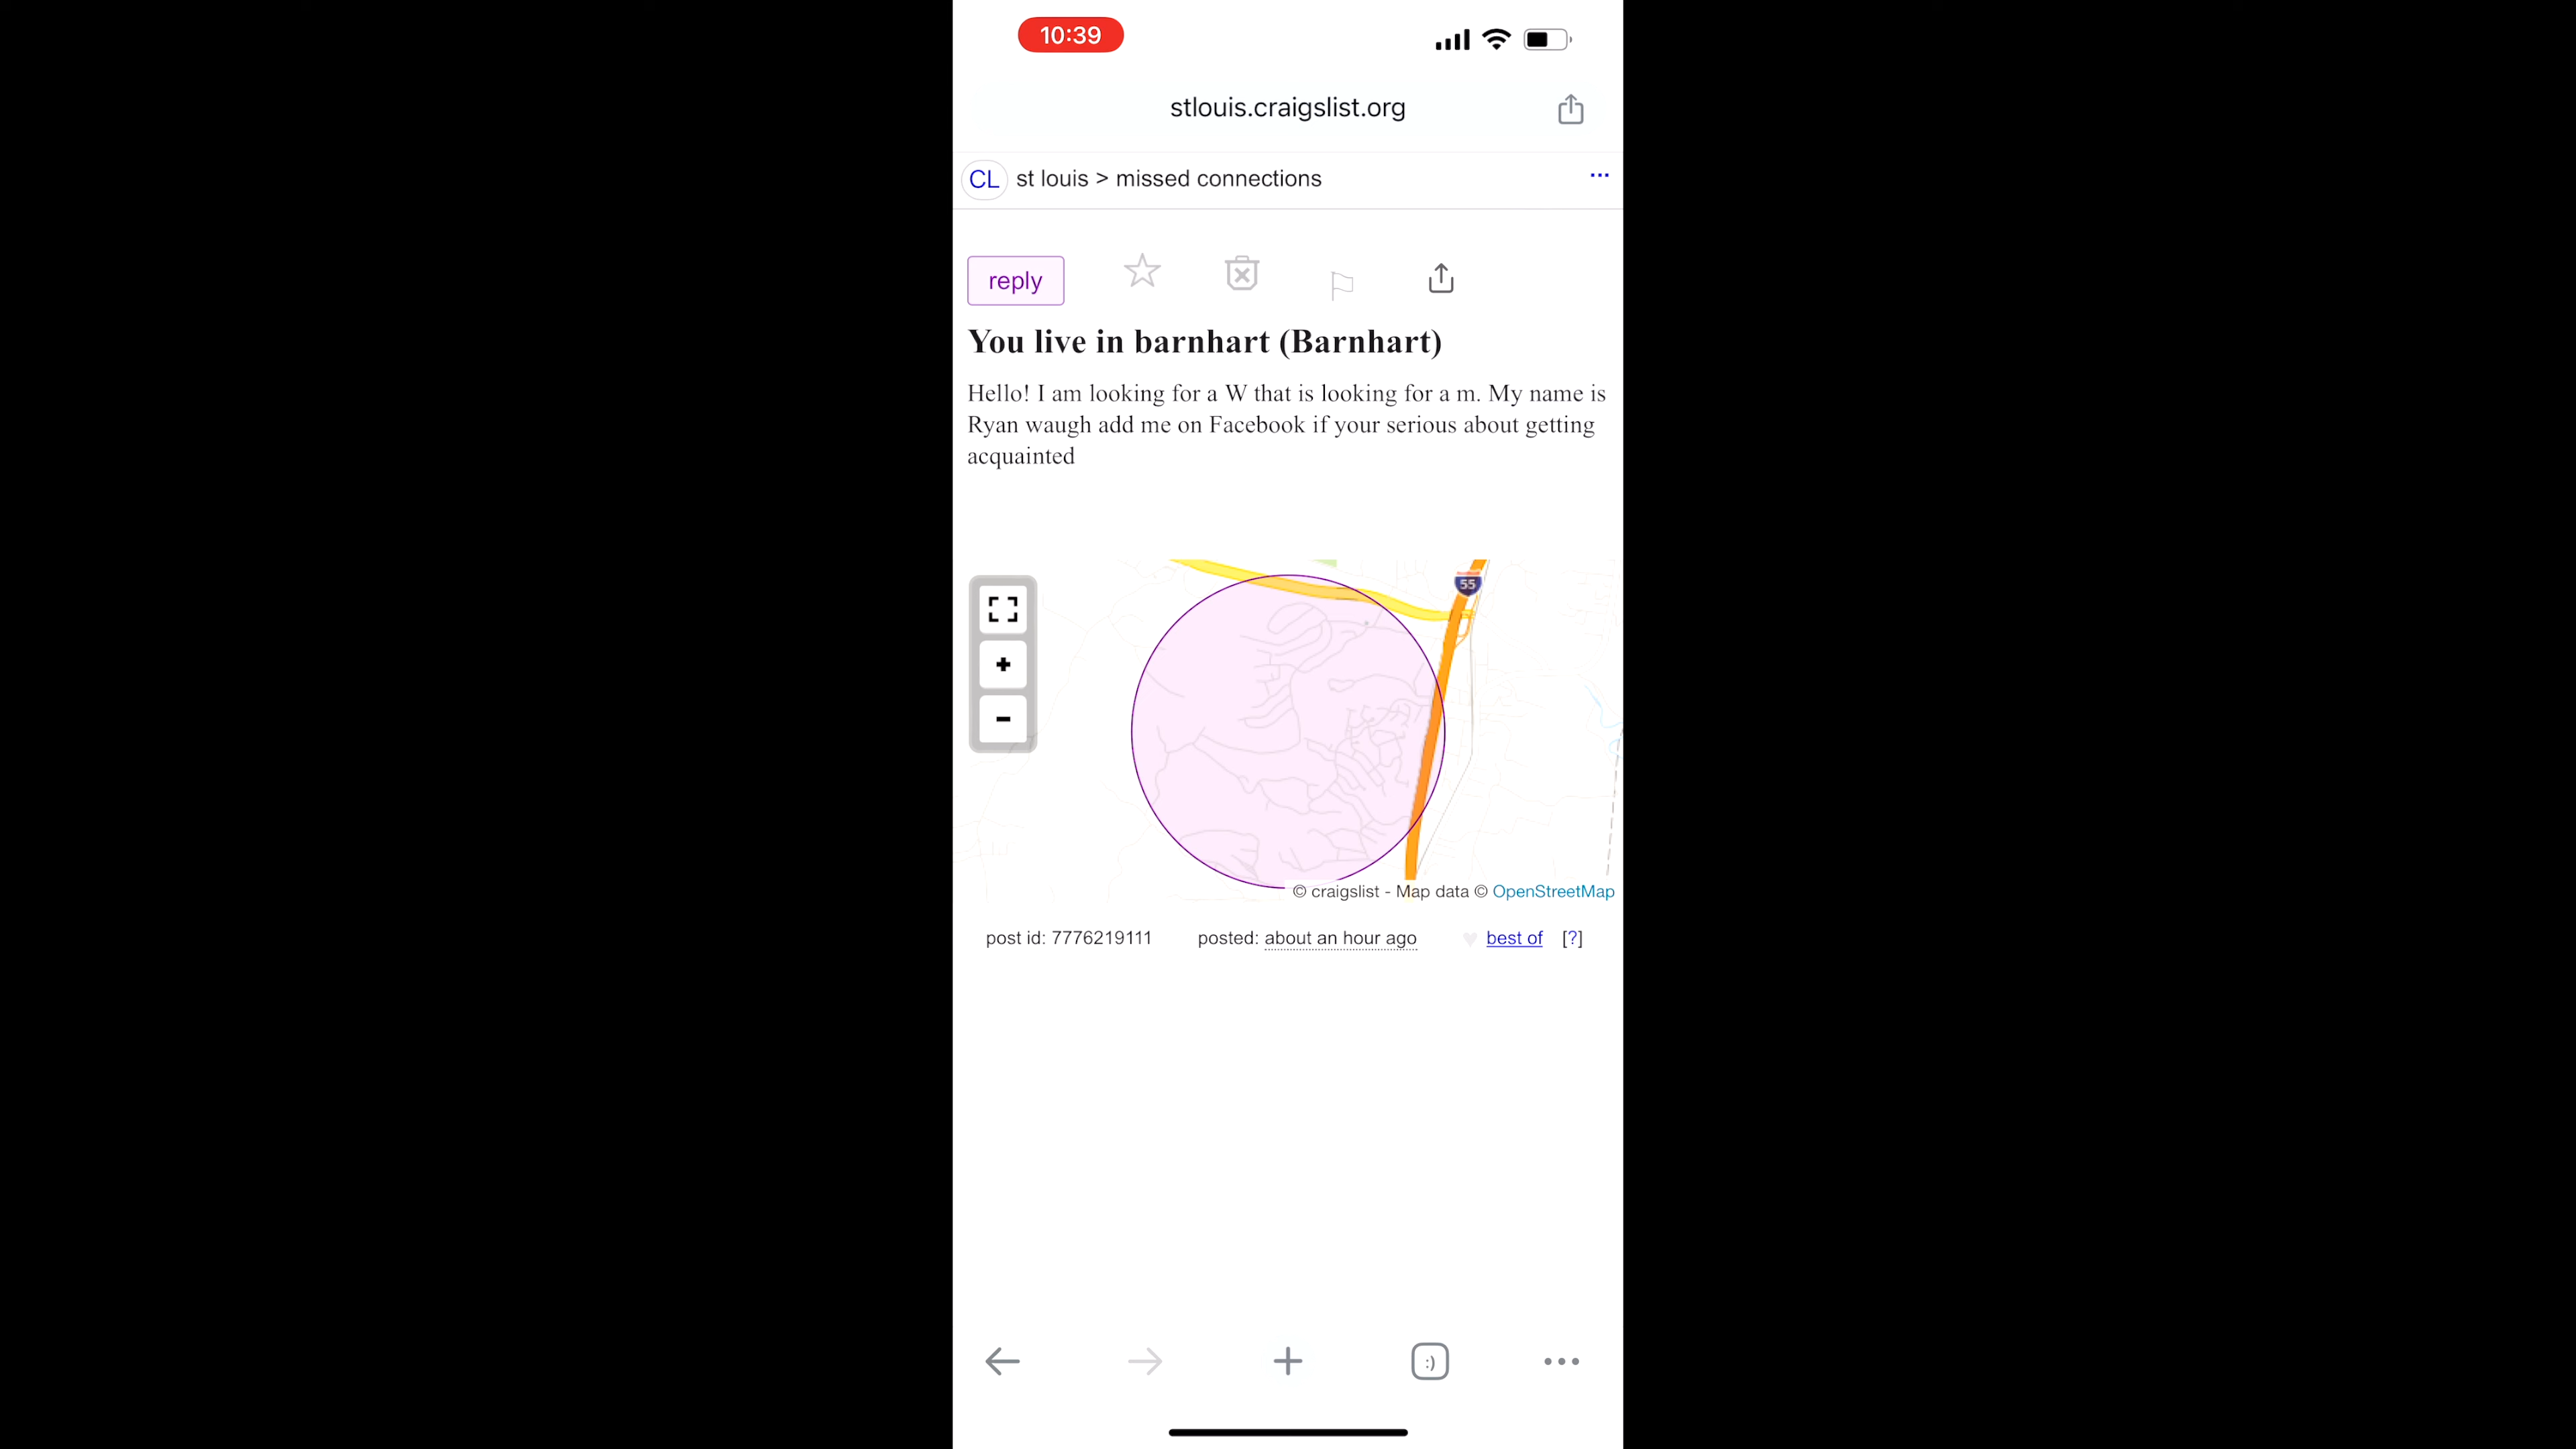 10:39
stlouis.craigslist.org
CL st louis > missed connections
reply
You live in barnhart (Barnhart)
Hello! I am looking for a W that is looking for a m. My name is
Ryan waugh add me on Facebook if your serious about getting
acquainted
55
© craigslist - Map data © OpenStreetMap
post id: 7776219111 posted: about an hour ago best of [?]
:)